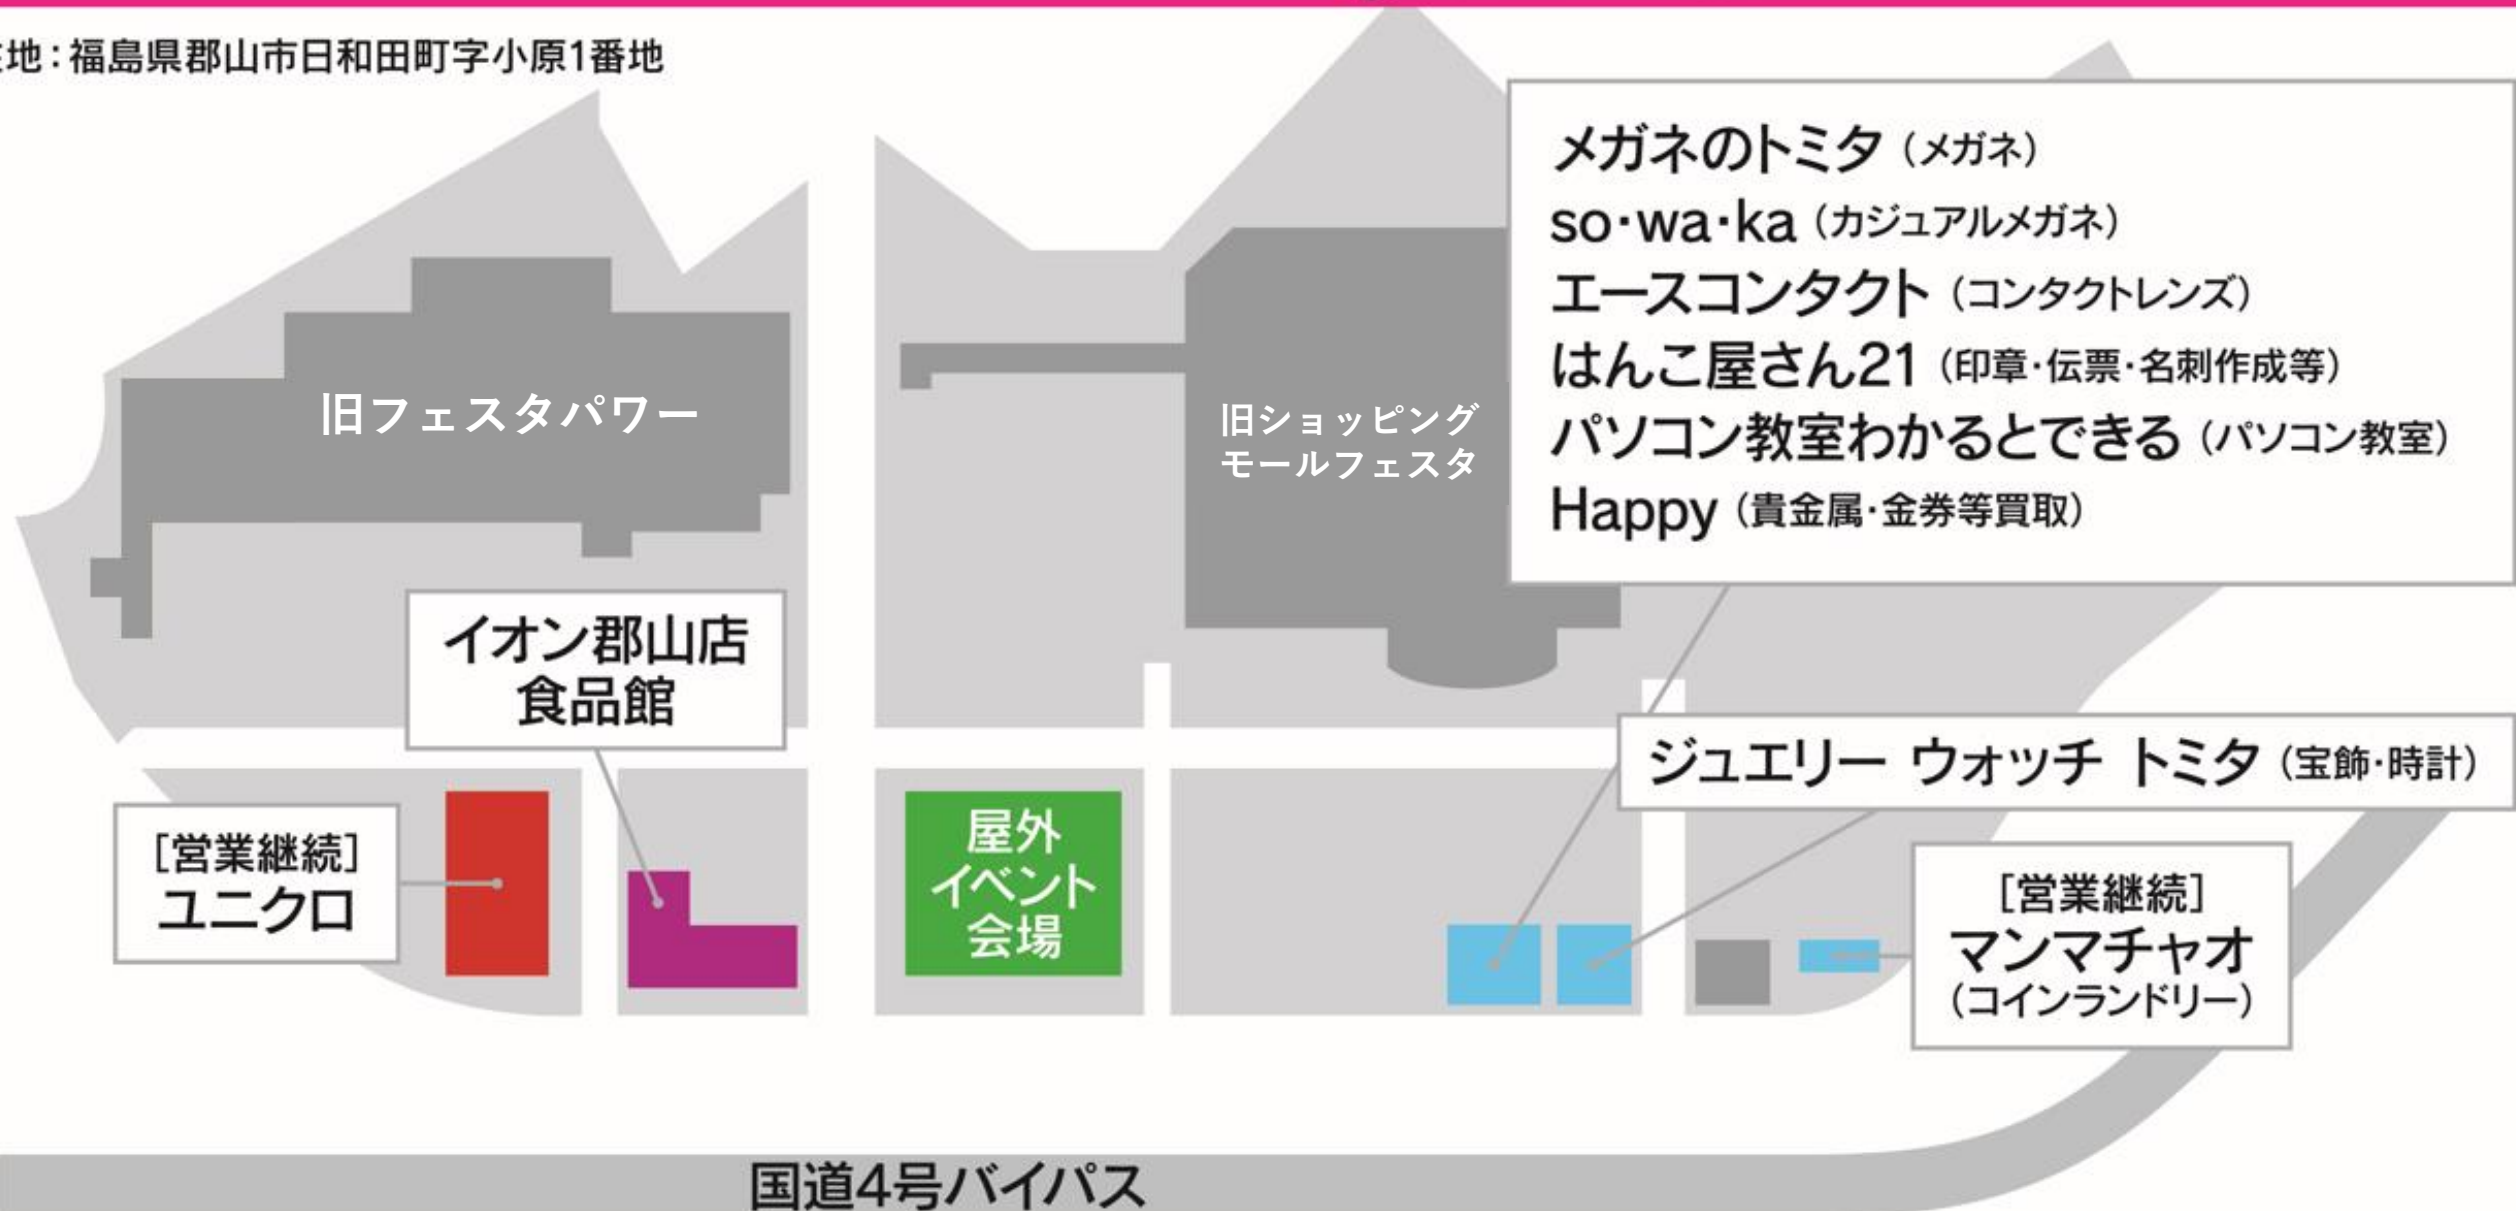 地：福島県郡山市日和田町字小原1番地
メガネのトミタ（メガネ）
so・wa・ka（カジュアルメガネ）
エースコンタクト（コンタクトレンズ）
はんこ屋さん21（印章・伝票・名刺作成等）
パソコン教室わかるとできる（パソコン教室）
Happy（貴金属・金券等買取）
旧フェスタパワー
旧ショッピング
モールフェスタ
イオン郡山店
食品館
ジュエリー ウォッチ トミタ（宝飾・時計）
［営業継続］
ユニクロ
屋外
イベント
会場
［営業継続］
マンマチャオ
（コインランドリー）
国道4号バイパス